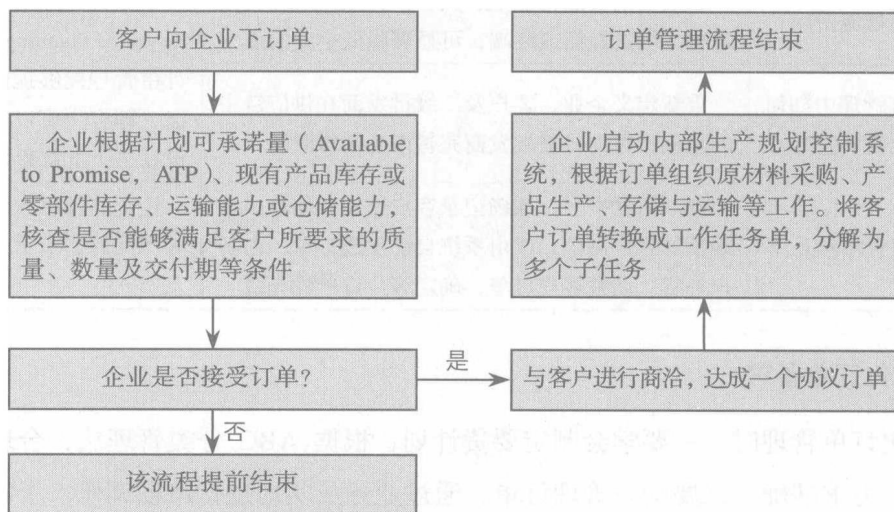 客户向企业下订单
企业根据计划可承诺量（Available
to Promise，ATP）、现有产品库存或
零部件库存、运输能力或仓储能力，
核查是否能够满足客户所要求的质
量、数量及交付期等条件
企业是否接受订单？
是
否
该流程提前结束
与客户进行商洽，达成一个协议订单
企业启动内部生产规划控制系
统，根据订单组织原材料采购、产
品生产、存储与运输等工作。将客
户订单转换成工作任务单，分解为
多个子任务
订单管理流程结束